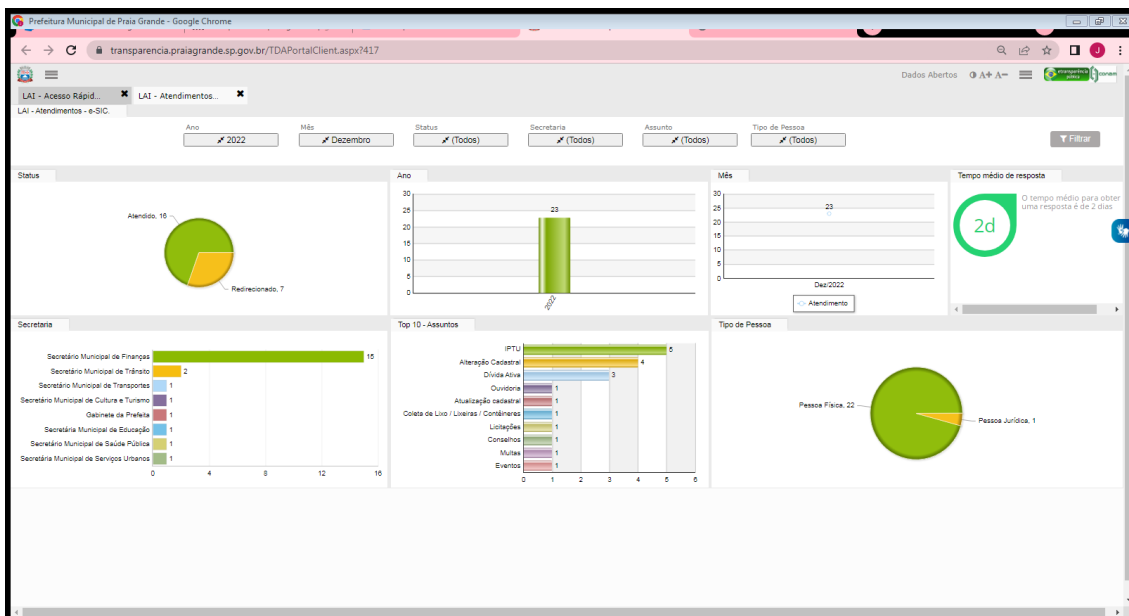 Prefeitura Municipal de Praia Grande - Google Chrome
transparencia.praiagrande.sp.gov.br/TDAPortalClient.aspx?417
J
Dados Abertos
A+ A-
etransparência pública
conam
LAI - Acesso Rápid...
LAI - Atendimentos...
LAI - Atendimentos - e-SIC.
Ano
Mês
Status
Secretaria
Assunto
Tipo de Pessoa
2022
Dezembro
(Todos)
(Todos)
(Todos)
(Todos)
Filtrar
Status
Atendido, 16
Redirecionado, 7
Ano
30
25
20
15
10
5
0
23
2022
Mês
30
25
20
15
10
5
0
23
Dez/2022
Atendimento
Tempo médio de resposta
2d
O tempo médio para obter
uma resposta é de 2 dias
Secretaria
Secretário Municipal de Finanças 15
Secretário Municipal de Trânsito 2
Secretário Municipal de Transportes 1
Secretário Municipal de Cultura e Turismo 1
Gabinete da Prefeita 1
Secretária Municipal de Educação 1
Secretário Municipal de Saúde Pública 1
Secretária Municipal de Serviços Urbanos 1
0 4 8 12 16
Top 10 - Assuntos
IPTU 5
Alteração Cadastral 4
Dívida Ativa 3
Ouvidoria 1
Atualização cadastral 1
Coleta de Lixo / Lixeiras / Contêineres 1
Licitações 1
Conselhos 1
Multas 1
Eventos 1
0 1 2 3 4 5 6
Tipo de Pessoa
Pessoa Física, 22
Pessoa Jurídica, 1